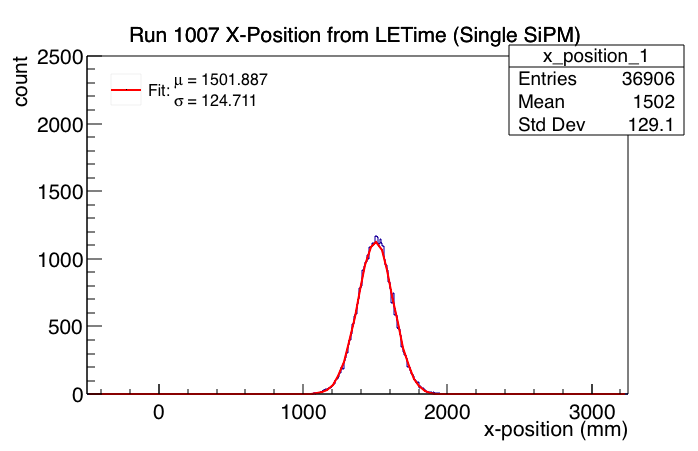 Run 1007 X-Position from LETime (Single SiPM)
x_position_1
Entries 36906
Mean 1502
Std Dev 129.1
Fit: μ = 1501.887
σ = 124.711
count
2500
2000
1500
1000
500
0
0 1000 2000 3000
x-position (mm)